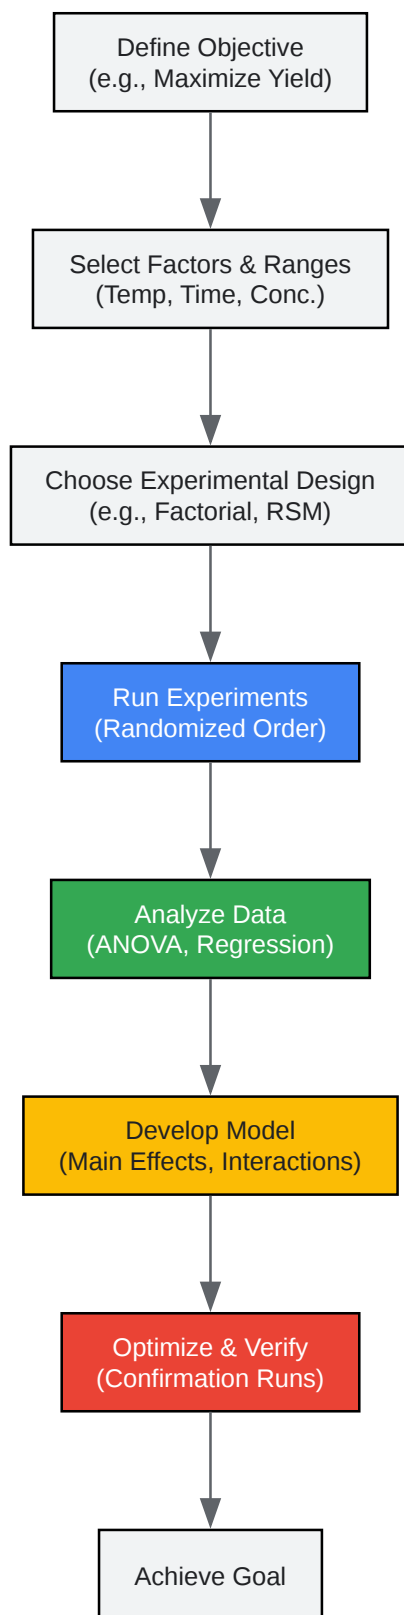 Define Objective
(e.g., Maximize Yield)
Select Factors & Ranges
(Temp, Time, Conc.)
Choose Experimental Design
(e.g., Factorial, RSM)
Run Experiments
(Randomized Order)
Analyze Data
(ANOVA, Regression)
Develop Model
(Main Effects, Interactions)
Optimize & Verify
(Confirmation Runs)
Achieve Goal